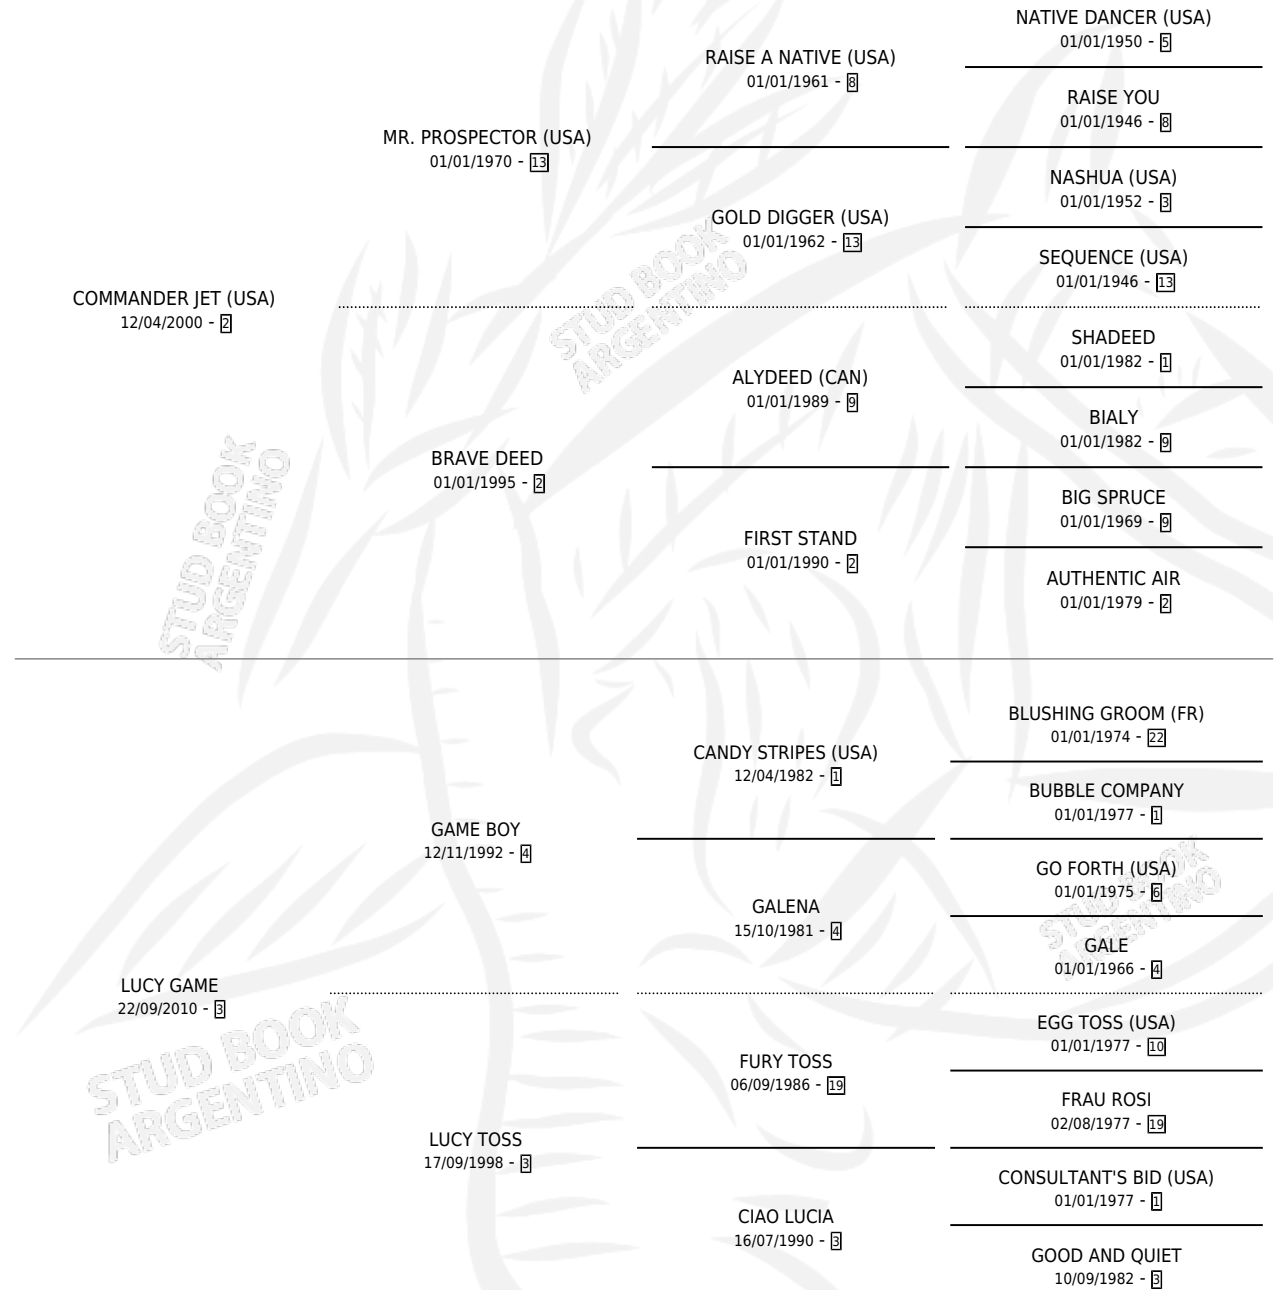 NATIVE DANCER (USA)
01/01/1950 - 5
RAISE A NATIVE (USA)
01/01/1961 - 8
RAISE YOU
01/01/1946 - 8
MR. PROSPECTOR (USA)
01/01/1970 - 13
NASHUA (USA)
01/01/1952 - 3
GOLD DIGGER (USA)
01/01/1962 - 13
SEQUENCE (USA)
01/01/1946 - 13
COMMANDER JET (USA)
12/04/2000 - 2
SHADEED
01/01/1982 - 1
ALYDEED (CAN)
01/01/1989 - 9
BIALY
01/01/1982 - 9
BRAVE DEED
01/01/1995 - 2
BIG SPRUCE
01/01/1969 - 9
FIRST STAND
01/01/1990 - 2
AUTHENTIC AIR
01/01/1979 - 2
BLUSHING GROOM (FR)
01/01/1974 - 22
CANDY STRIPES (USA)
12/04/1982 - 1
BUBBLE COMPANY
01/01/1977 - 1
GAME BOY
12/11/1992 - 4
GO FORTH (USA)
01/01/1975 - 6
GALENA
15/10/1981 - 4
GALE
01/01/1966 - 4
LUCY GAME
22/09/2010 - 3
EGG TOSS (USA)
01/01/1977 - 10
FURY TOSS
06/09/1986 - 19
FRAU ROSI
02/08/1977 - 19
LUCY TOSS
17/09/1998 - 3
CONSULTANT'S BID (USA)
01/01/1977 - 1
CIAO LUCIA
16/07/1990 - 3
GOOD AND QUIET
10/09/1982 - 3
STUD BOOK
ARGENTINO
STUD BOOK
ARGENTINO
STUD BOOK
ARGENTINO
STUD BOOK
ARGENTINO